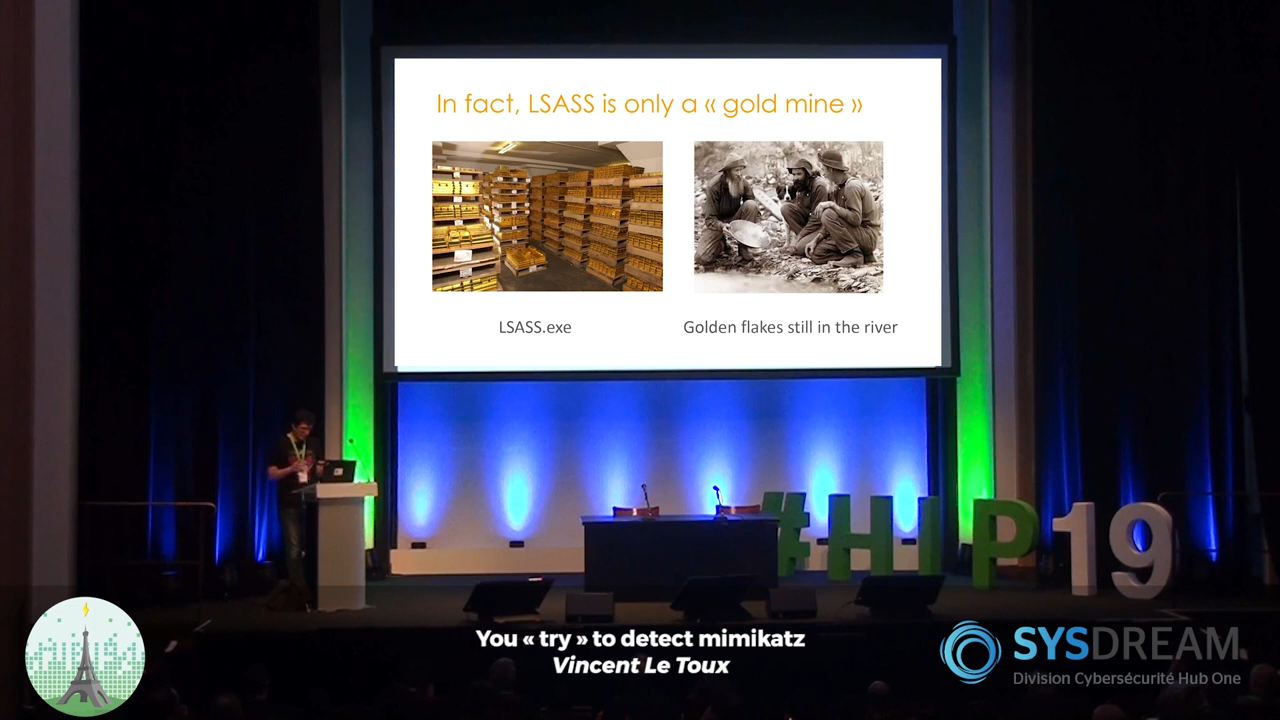 In fact, LSASS is only a « gold mine »
LSASS.exe
Golden flakes still in the river
#HIP19
You « try » to detect mimikatz
Vincent Le Toux
SYSDREAM
Division Cybersécurité Hub One